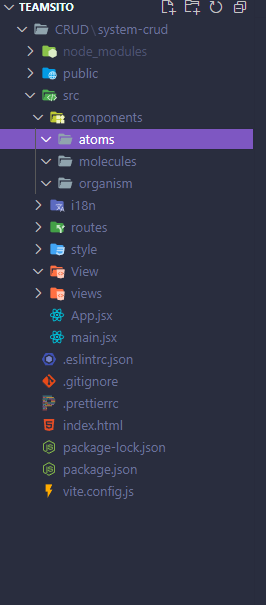 TEAMSITO
CRUD \ system-crud
node_modules
public
src
components
atoms
molecules
organism
i18n
routes
style
View
views
App.jsx
main.jsx
.eslintrc.json
.gitignore
.prettierrc
index.html
package-lock.json
package.json
vite.config.js